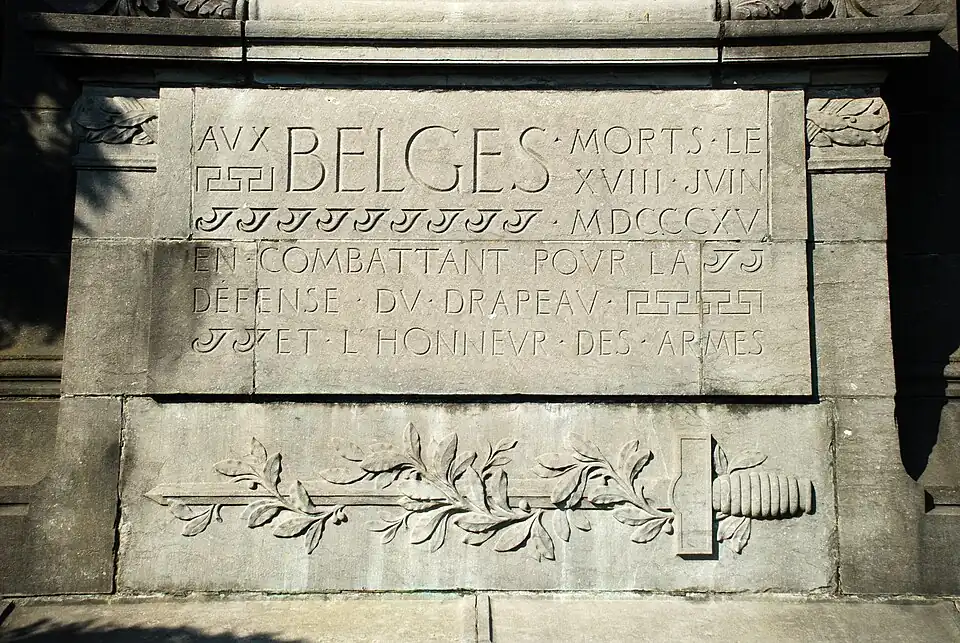 AVX BELGES · MORTS · LE
XVIII · JVIN
· MDCCCXV
EN · COMBATTANT POVR LA
DÉFENSE · DV · DRAPEAV ·
ET · L'HONNEVR · DES · ARMES